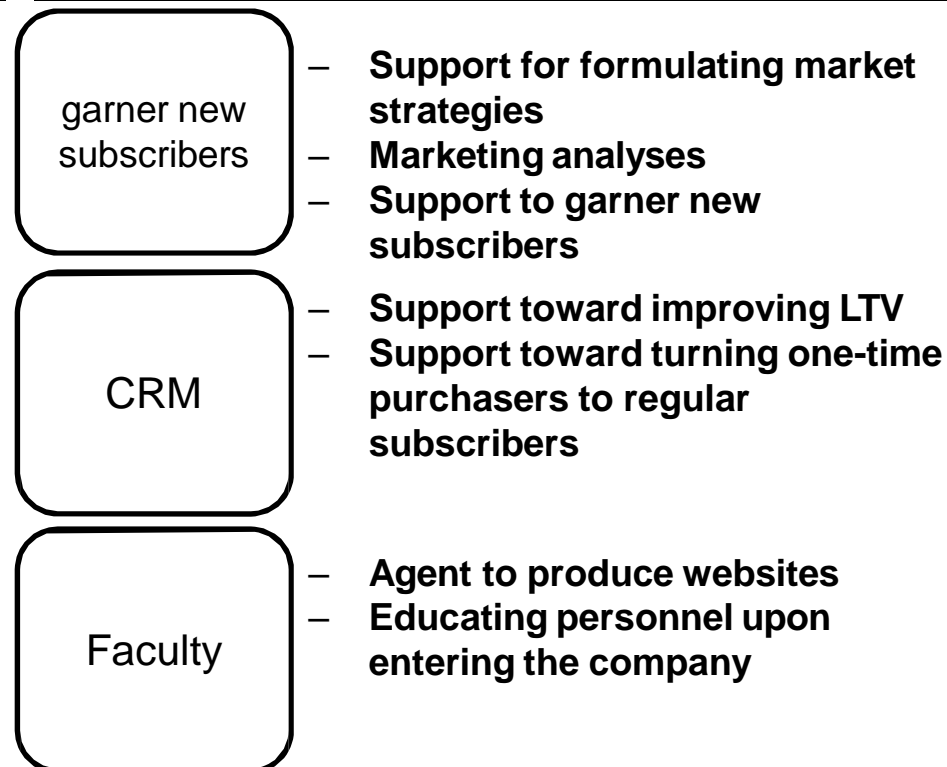 garner new
subscribers
– Support for formulating market
strategies
– Marketing analyses
– Support to garner new
subscribers
CRM
– Support toward improving LTV
– Support toward turning one-time
purchasers to regular
subscribers
Faculty
– Agent to produce websites
– Educating personnel upon
entering the company